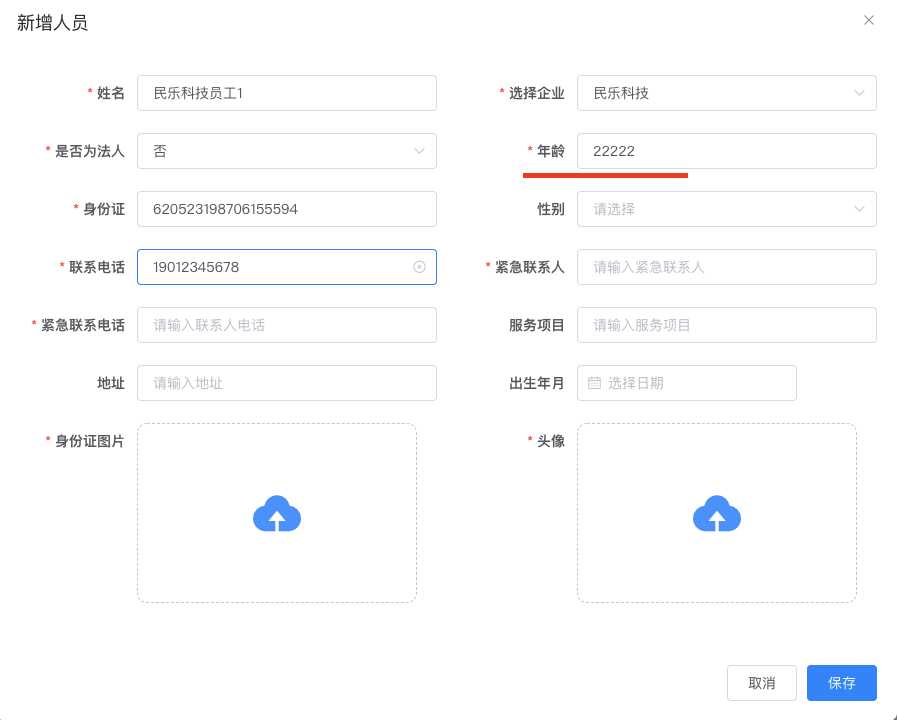 新增人员
* 姓名 民乐科技员工1
* 选择企业 民乐科技
* 是否为法人 否
* 年龄 22222
* 身份证 620523198706155594
性别 请选择
* 联系电话 19012345678
* 紧急联系人 请输入紧急联系人
* 紧急联系电话 请输入联系人电话
服务项目 请输入服务项目
地址 请输入地址
出生年月 选择日期
* 身份证图片
* 头像
取消
保存